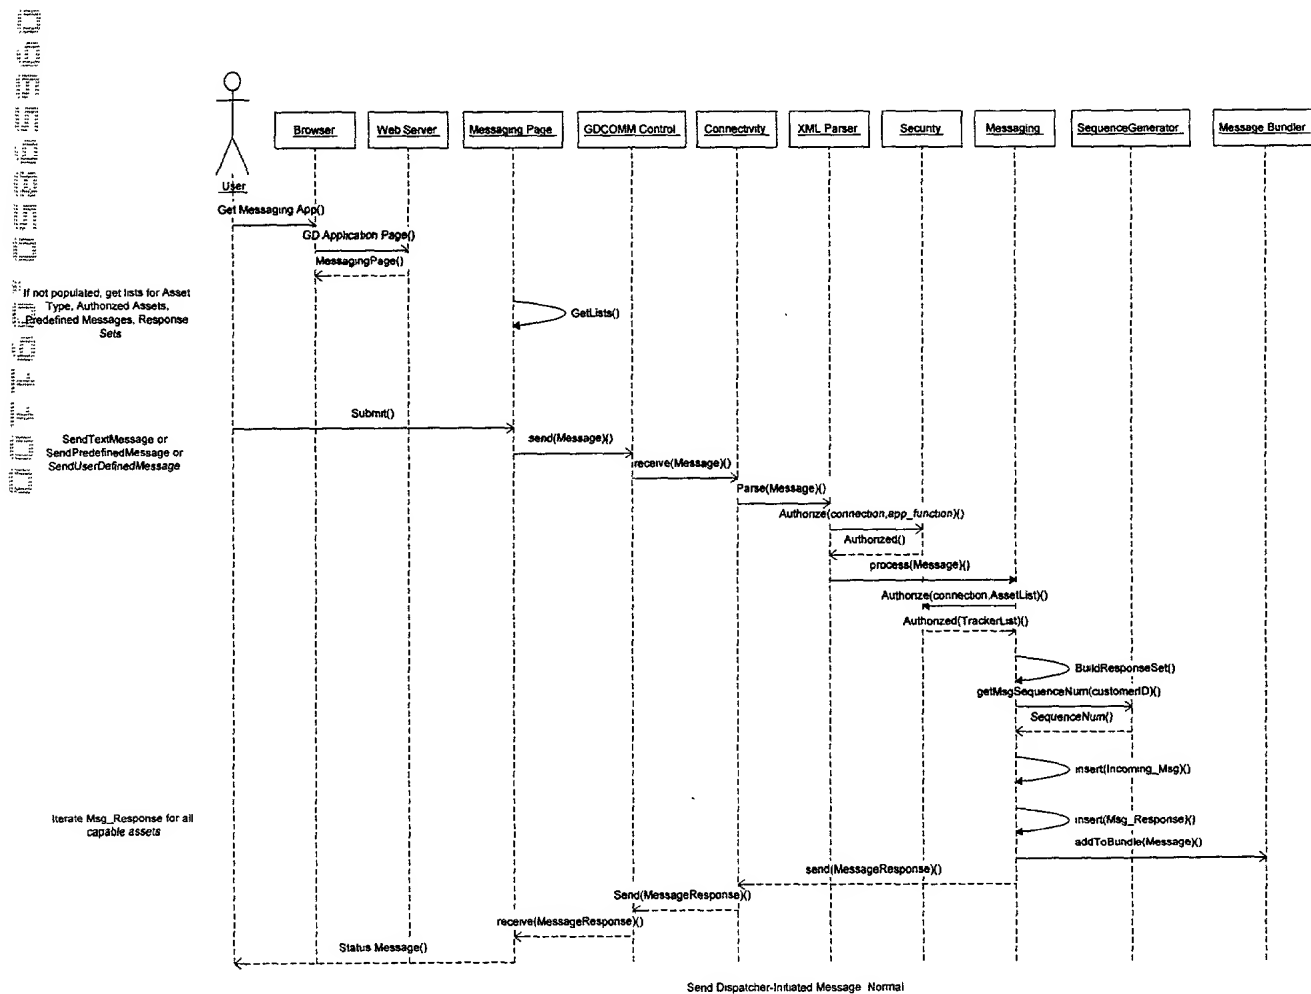 Browser
Web Server
Messaging Page
GDCOMM Control
Connectivity
XML Parser
Security
Messaging
SequenceGenerator
Message Bundler
User
Get Messaging App()
GD Application Page()
MessagingPage()
If not populated, get lists for Asset
Type, Authorized Assets,
Predefined Messages, Response
Sets
GetLists()
Submit()
SendTextMessage or
SendPredefinedMessage or
SendUserDefinedMessage
send(Message)()
receive(Message)()
Parse(Message)()
Authorize(connection,app_function)()
Authorized()
process(Message)()
Authorize(connection,AssetList)()
Authorized(TrackerList)()
BuildResponseSet()
getMsgSequenceNum(customerID)()
SequenceNum()
insert(Incoming_Msg)()
Iterate Msg_Response for all
capable assets
insert(Msg_Response)()
addToBundle(Message)()
send(MessageResponse)()
Send(MessageResponse)()
receive(MessageResponse)()
Status Message()
Send Dispatcher-Initiated Message Normal